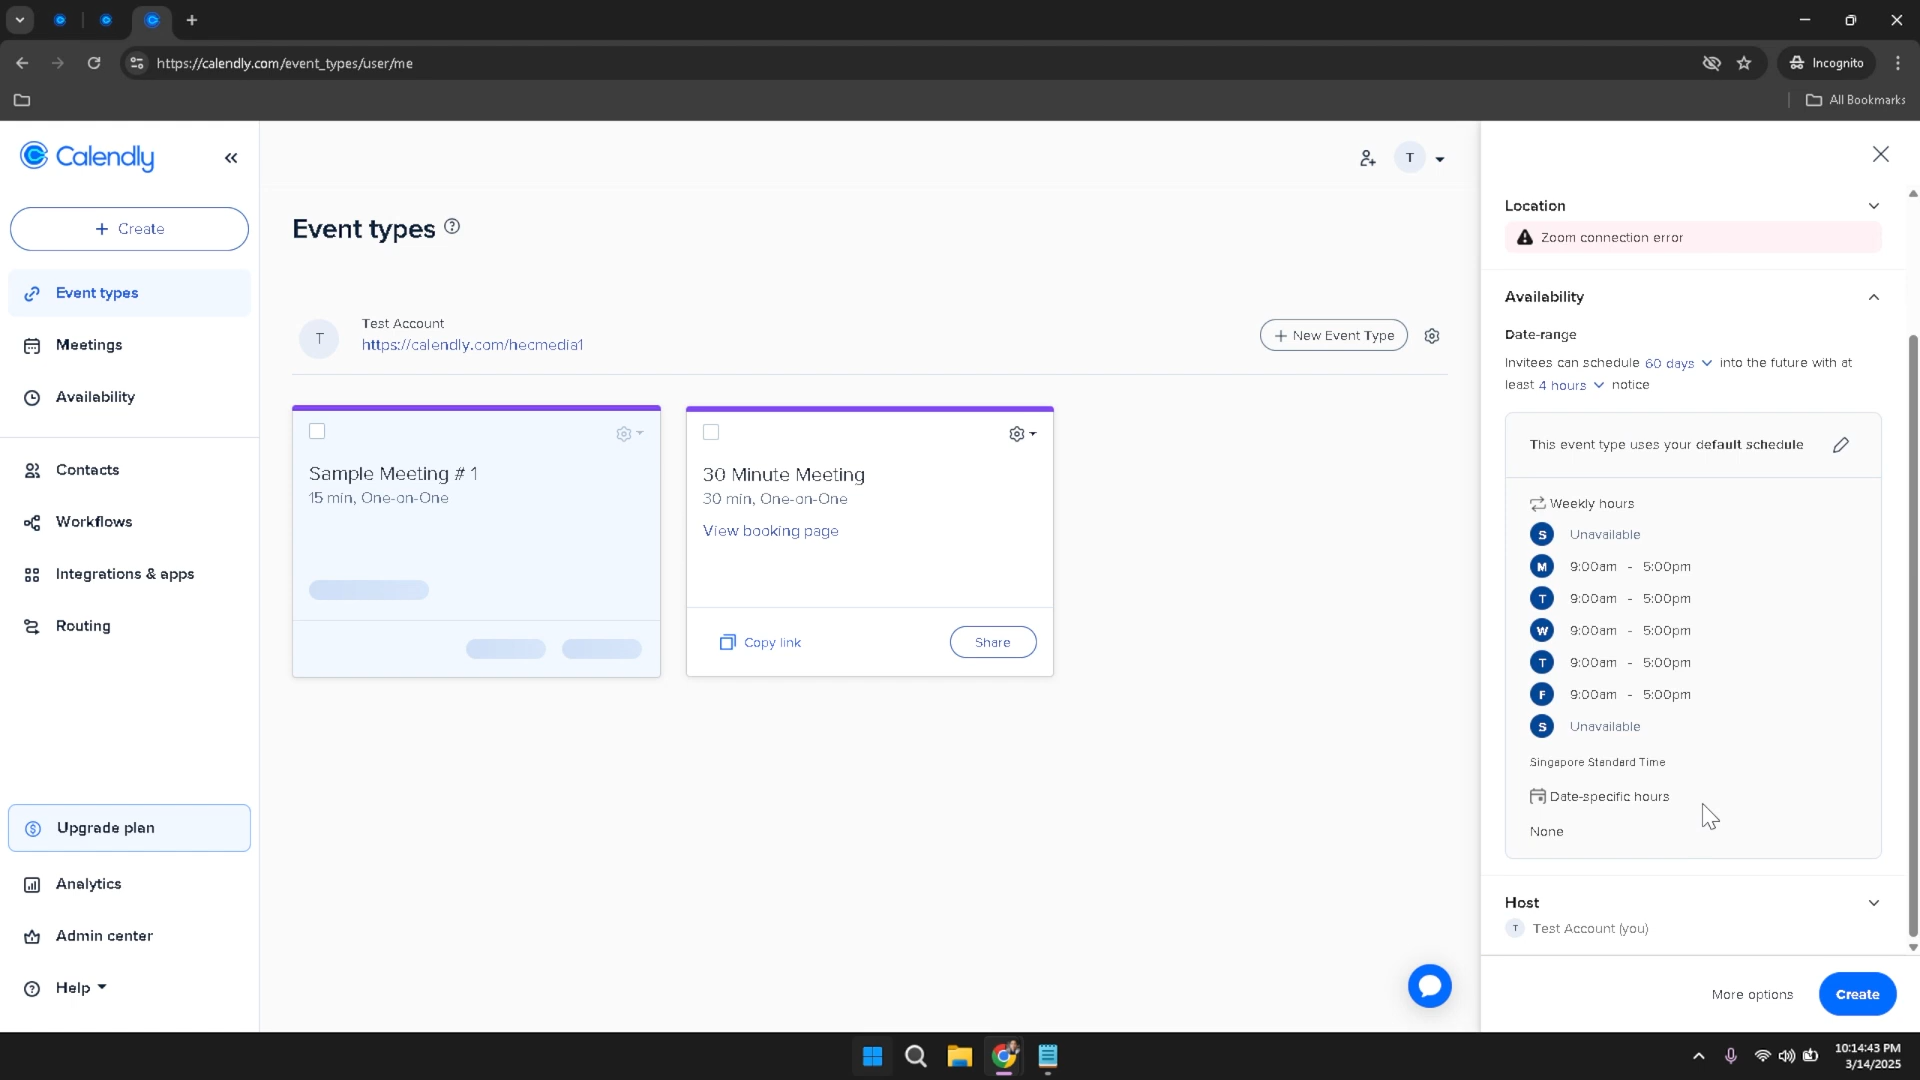 https://calendly.com/event_types/user/me
Incognito
All Bookmarks
Calendly
+ Create
Event types
Meetings
Availability
Contacts
Workflows
Integrations & apps
Routing
Upgrade plan
Analytics
Admin center
Help
T
Event types
T
Test Account
https://calendly.com/hecmedia1
+ New Event Type
Sample Meeting # 1
15 min, One-on-One
30 Minute Meeting
30 min, One-on-One
View booking page
Copy link
Share
Location
Zoom connection error
Availability
Date-range
Invitees can schedule 60 days into the future with at
least 4 hours notice
This event type uses your default schedule
Weekly hours
S Unavailable
M 9:00am - 5:00pm
T 9:00am - 5:00pm
W 9:00am - 5:00pm
T 9:00am - 5:00pm
F 9:00am - 5:00pm
S Unavailable
Singapore Standard Time
Date-specific hours
None
Host
T Test Account (you)
More options
Create
10:14:43 PM
3/14/2025